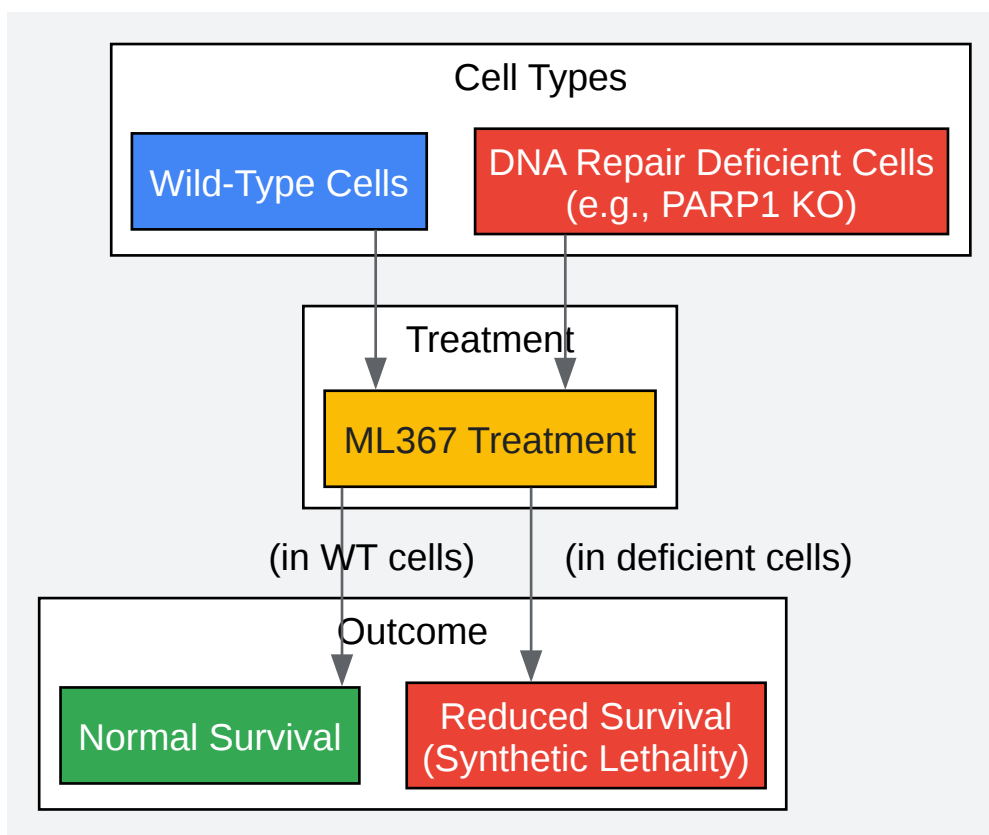 Cell Types
Wild-Type Cells
DNA Repair Deficient Cells
(e.g., PARP1 KO)
Treatment
ML367 Treatment
(in WT cells)
(in deficient cells)
Outcome
Normal Survival
Reduced Survival
(Synthetic Lethality)